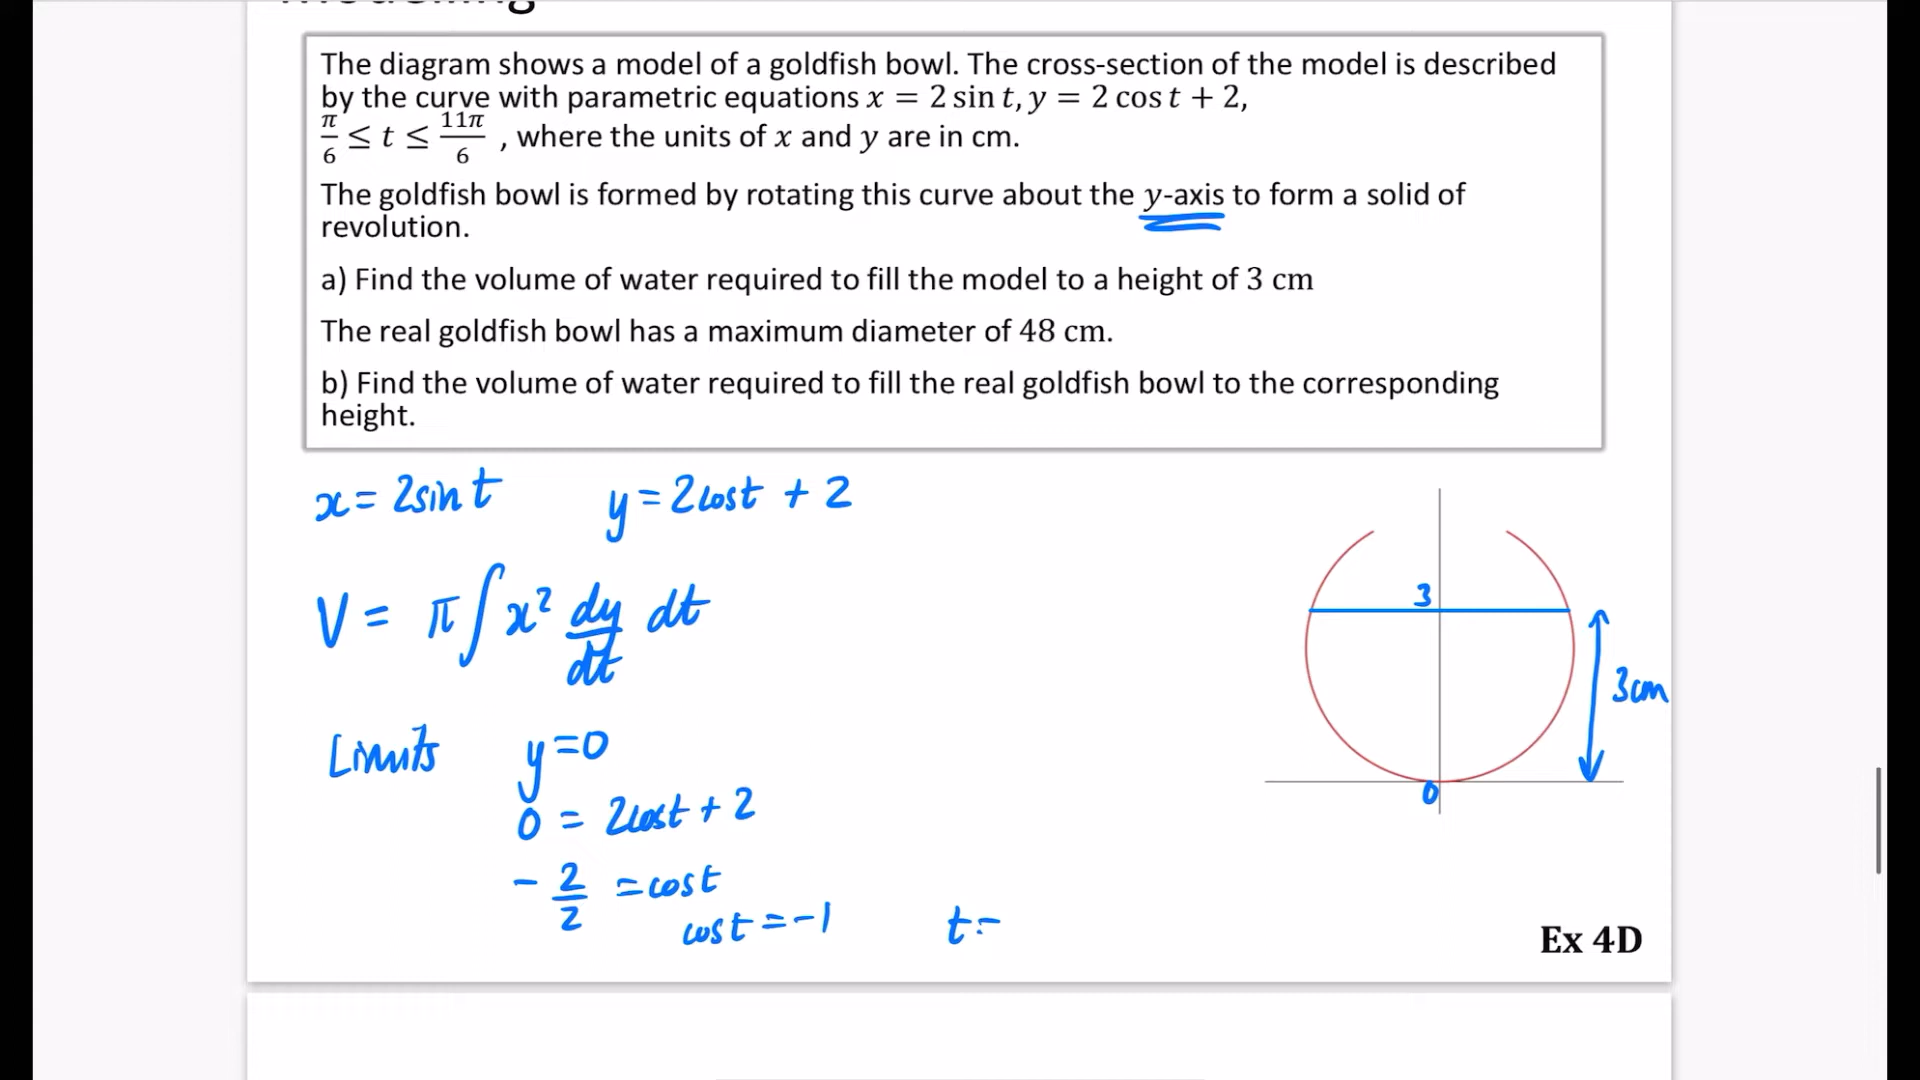 The diagram shows a model of a goldfish bowl. The cross-section of the model is described
by the curve with parametric equations x = 2 sin t, y = 2 cos t + 2,
π/6 ≤ t ≤ 11π/6 , where the units of x and y are in cm.
The goldfish bowl is formed by rotating this curve about the y-axis to form a solid of
revolution.
a) Find the volume of water required to fill the model to a height of 3 cm
The real goldfish bowl has a maximum diameter of 48 cm.
b) Find the volume of water required to fill the real goldfish bowl to the corresponding
height.
x = 2sin t y = 2cost + 2
V = π∫x² dy/dt dt
Limits y=0
0 = 2cost + 2
- 2/2 = cost
cost = -1 t=
3
3cm
0
Ex 4D